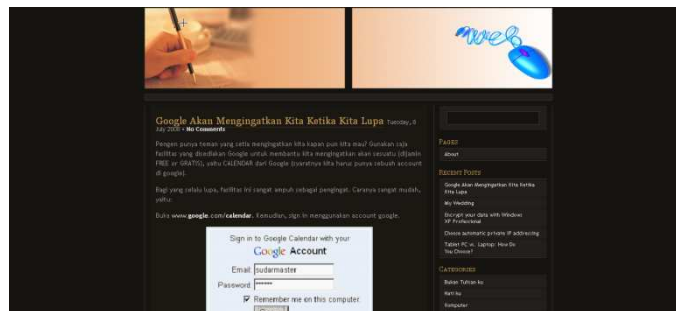 web
Google Akan Mengingatkan Kita Ketika Kita Lupa Tuesday, 8
July 2008 • No Comments
Pengen punya teman yang setia mengingatkan kita kapan pun kita mau? Gunakan saja
fasilitas yang disediakan Google untuk membantu kita mengingatkan akan sesuatu (dijamin
FREE or GRATIS), yaitu CALENDAR dari Google (syaratnya kita harus punya sebuah account
di google).
Bagi yang selalu lupa, fasilitas ini sangat ampuh sebagai pengingat. Caranya sangat mudah,
yaitu:
Buka www.google.com/calendar. Kemudian, sign in menggunakan account google.
Sign in to Google Calendar with your
Google Account
Email: sudarmaster
Password: ******
Remember me on this computer.
PAGES
About
RECENT POSTS
Google Akan Mengingatkan Kita Ketika
Kita Lupa
My Wedding
Encrypt your data with Windows
XP Professional
Choose automatic private IP addressing
Tablet PC vs. Laptop: How Do
You Choose?
CATEGORIES
Bukan Tulisan ku
Hati ku
Komputer